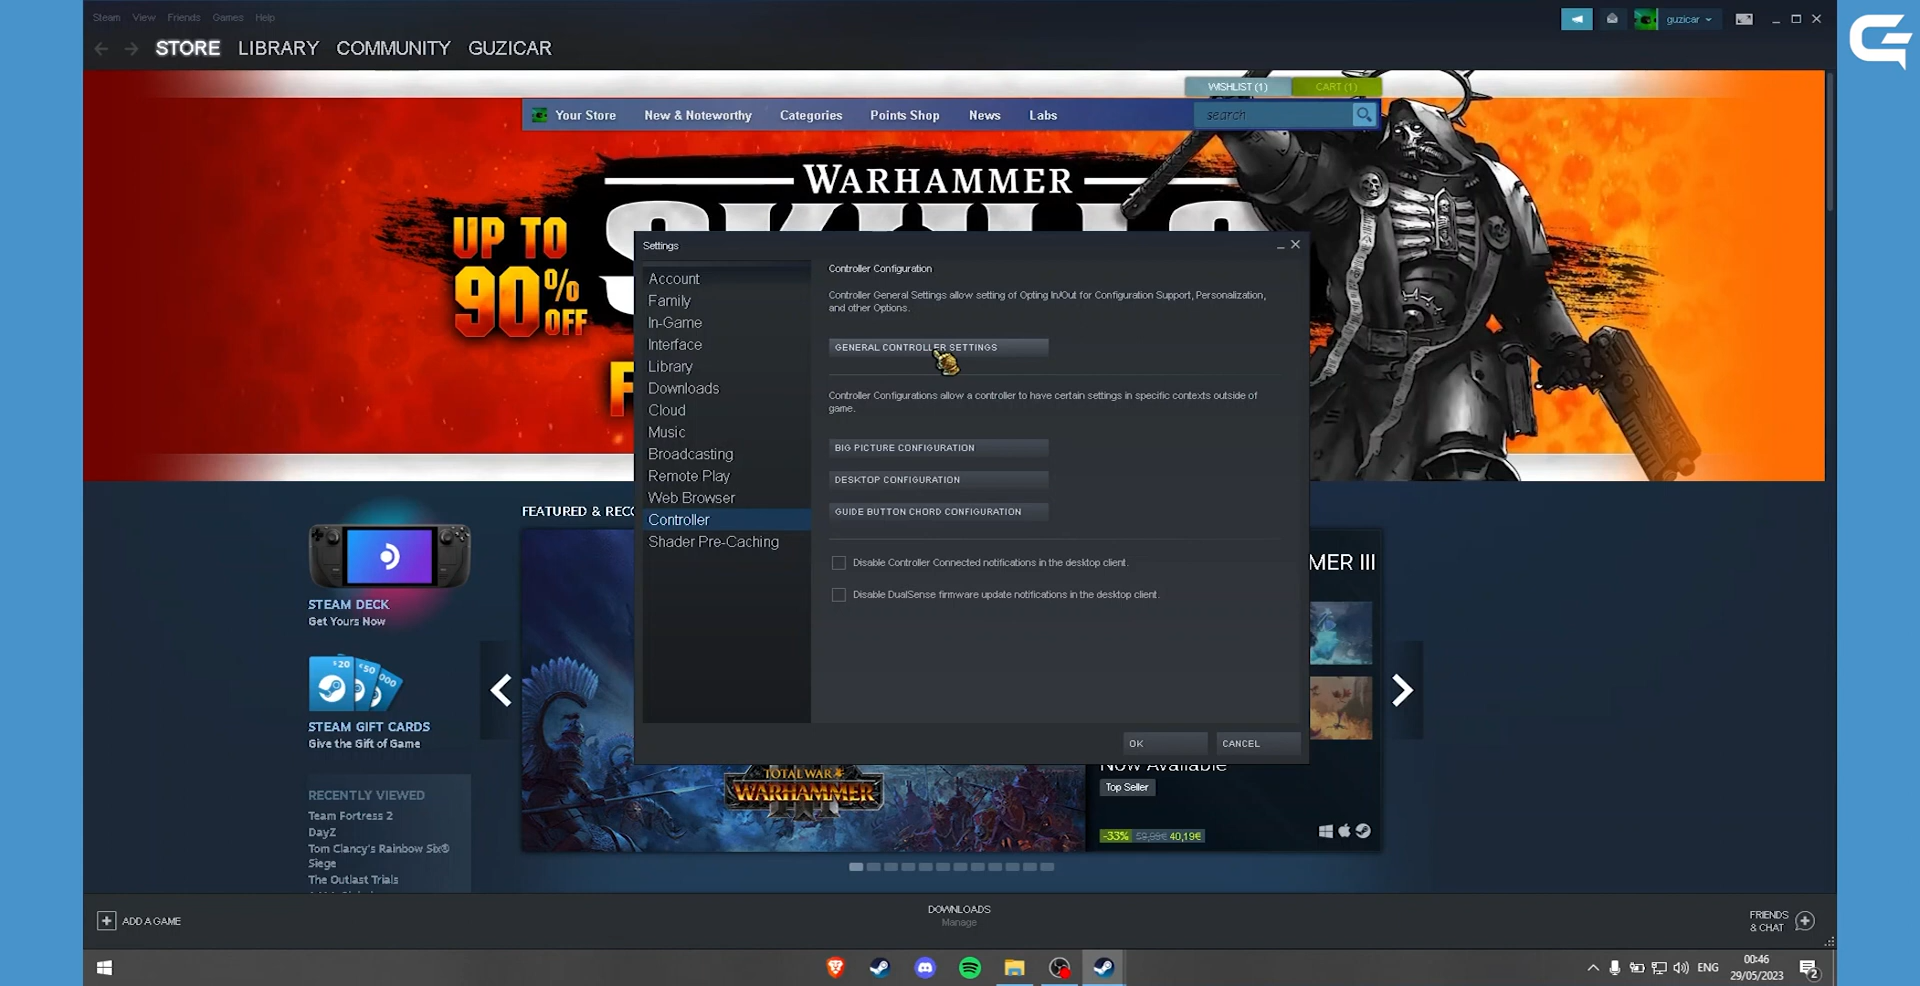 Steam View Friends Games Help
guzicar
STORE LIBRARY COMMUNITY GUZICAR
WISHLIST (1) CART (1)
Your Store New & Noteworthy Categories Points Shop News Labs search
WARHAMMER
UP TO
90% OFF
Settings
Account
Family
In-Game
Interface
Library
Downloads
Cloud
Music
Broadcasting
Remote Play
Web Browser
Controller
Shader Pre-Caching
Controller Configuration
Controller General Settings allow setting of Opting In/Out for Configuration Support, Personalization,
and other Options.
GENERAL CONTROLLER SETTINGS
Controller Configurations allow a controller to have certain settings in specific contexts outside of
game.
BIG PICTURE CONFIGURATION
DESKTOP CONFIGURATION
GUIDE BUTTON CHORD CONFIGURATION
Disable Controller Connected notifications in the desktop client.
Disable DualSense firmware update notifications in the desktop client.
OK CANCEL
FEATURED & RECO
MER III
STEAM DECK
Get Yours Now
$20 €50
STEAM GIFT CARDS
Give the Gift of Game
RECENTLY VIEWED
Team Fortress 2
DayZ
Tom Clancy's Rainbow Six®
Siege
The Outlast Trials
TOTAL WAR
WARHAMMER
III
Now Available
Top Seller
-33% 59,99€ 40,19€
ADD A GAME
DOWNLOADS
Manage
FRIENDS
& CHAT
ENG
00:46
29/05/2023
2